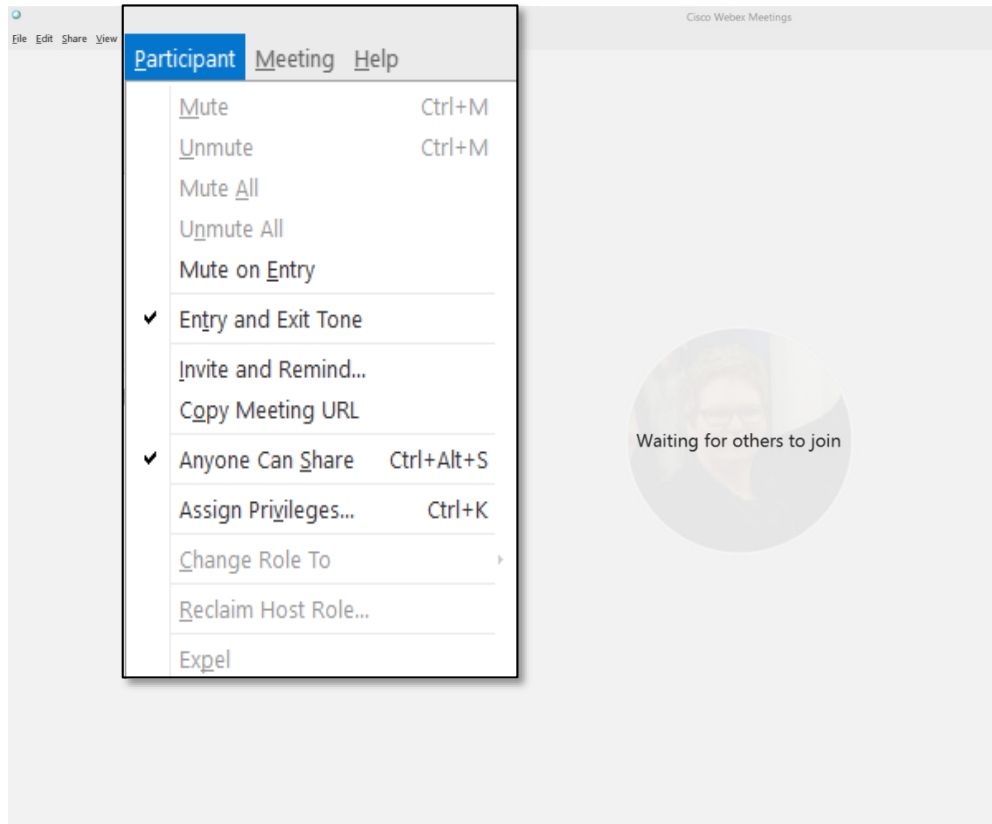 Cisco Webex Meetings
File Edit Share View
Participant Meeting Help
Mute Ctrl+M
Unmute Ctrl+M
Mute All
Unmute All
Mute on Entry
Entry and Exit Tone
Invite and Remind...
Copy Meeting URL
Anyone Can Share Ctrl+Alt+S
Assign Privileges... Ctrl+K
Change Role To
Reclaim Host Role...
Expel
Waiting for others to join